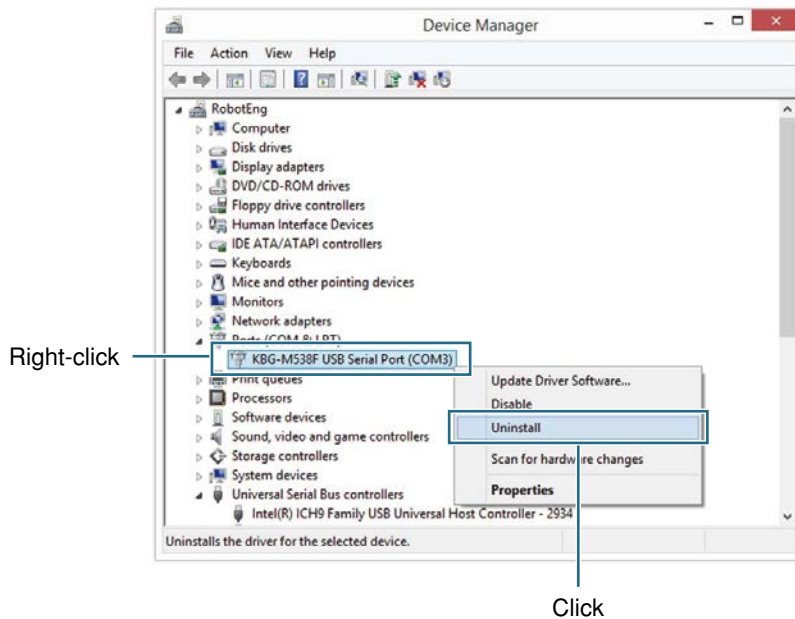 Device Manager
File Action View Help
RobotEng
Computer
Disk drives
Display adapters
DVD/CD-ROM drives
Floppy drive controllers
Human Interface Devices
IDE ATA/ATAPI controllers
Keyboards
Mice and other pointing devices
Monitors
Network adapters
Ports (COM & LPT)
Right-click
KBG-M538F USB Serial Port (COM3)
Print queues
Update Driver Software...
Processors
Disable
Software devices
Uninstall
Sound, video and game controllers
Storage controllers
Scan for hardware changes
System devices
Universal Serial Bus controllers
Properties
Intel(R) ICH9 Family USB Universal Host Controller - 2934
Uninstalls the driver for the selected device.
Click